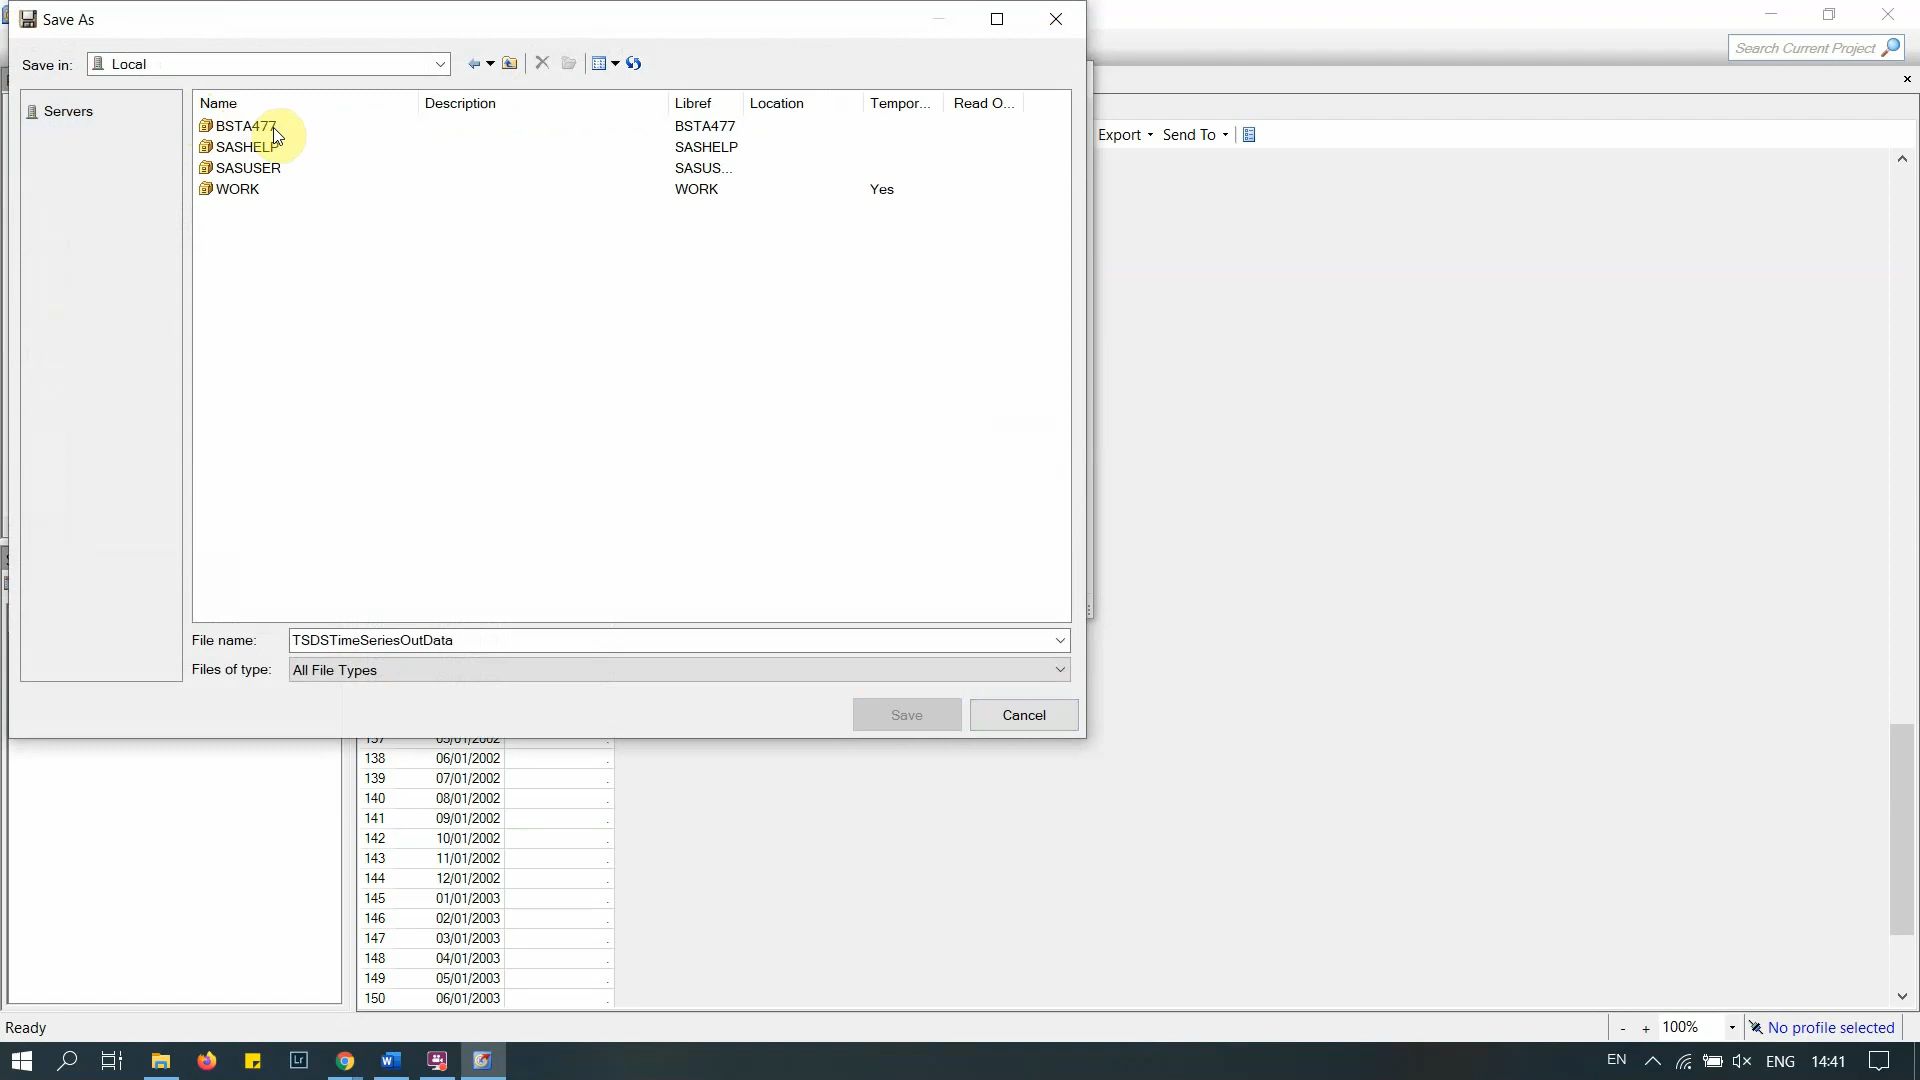 Save As
Search Current Project
Save in: Local
Servers
Name Description Libref Location Tempor... Read O...
BSTA477 BSTA477
SASHELP SASHELP
SASUSER SASUS...
WORK WORK Yes
Export Send To
File name: TSDSTimeSeriesOutData
Files of type: All File Types
Save Cancel
137 05/01/2002 .
138 06/01/2002 .
139 07/01/2002 .
140 08/01/2002 .
141 09/01/2002 .
142 10/01/2002 .
143 11/01/2002 .
144 12/01/2002 .
145 01/01/2003 .
146 02/01/2003 .
147 03/01/2003 .
148 04/01/2003 .
149 05/01/2003 .
150 06/01/2003 .
Ready - + 100% No profile selected
Lr EN ENG 14:41